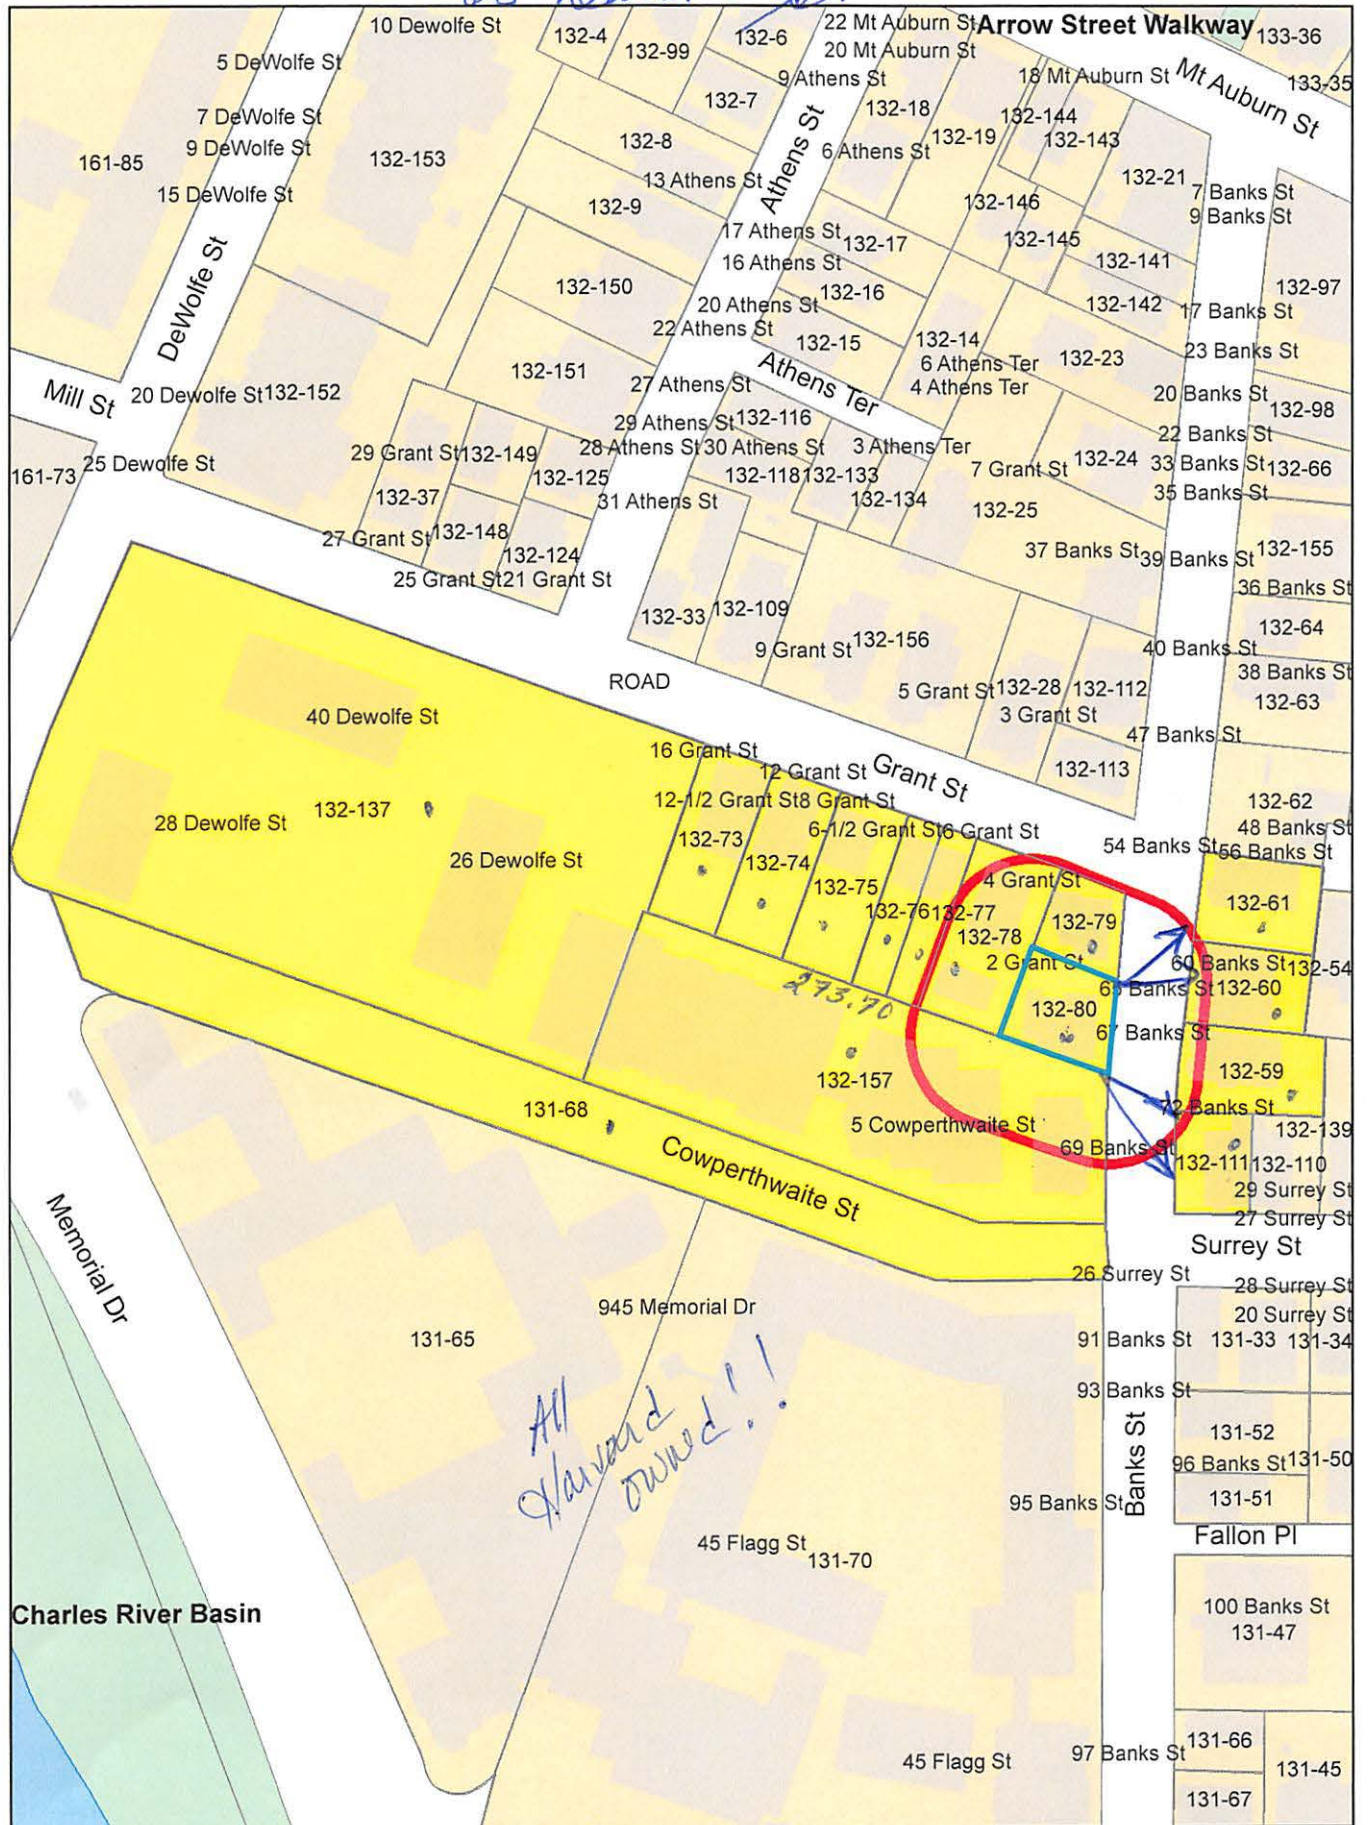 22 Mt Auburn St
Arrow Street Walkway
133-36
10 Dewolfe St
132-4
132-99
132-6
20 Mt Auburn St
5 DeWolfe St
9 Athens St
18 Mt Auburn St
Mt Auburn St
133-35
132-7
132-18
132-144
7 DeWolfe St
132-8
132-19
132-143
9 DeWolfe St
161-85
132-153
6 Athens St
Athens St
15 DeWolfe St
13 Athens St
132-21
7 Banks St
132-9
132-146
9 Banks St
17 Athens St
132-17
132-145
DeWolfe St
16 Athens St
132-141
132-150
132-16
132-97
20 Athens St
132-142
17 Banks St
22 Athens St
132-15
132-14
132-151
Athens Ter
6 Athens Ter
132-23
23 Banks St
Mill St
20 Dewolfe St
132-152
27 Athens St
4 Athens Ter
20 Banks St
132-98
29 Athens St
132-116
22 Banks St
29 Grant St
132-149
28 Athens St
30 Athens St
3 Athens Ter
7 Grant St
132-24
33 Banks St
132-66
161-73
25 Dewolfe St
132-125
132-118
132-133
35 Banks St
132-37
31 Athens St
132-134
132-25
27 Grant St
132-148
132-124
37 Banks St
39 Banks St
132-155
25 Grant St
21 Grant St
36 Banks St
132-33
132-109
132-64
9 Grant St
132-156
40 Banks St
38 Banks St
ROAD
5 Grant St
132-28
132-112
132-63
40 Dewolfe St
3 Grant St
47 Banks St
16 Grant St
12 Grant St
Grant St
132-113
12-1/2 Grant St
8 Grant St
132-62
28 Dewolfe St
132-137
6-1/2 Grant St
6 Grant St
48 Banks St
132-73
54 Banks St
56 Banks St
26 Dewolfe St
132-74
4 Grant St
132-75
132-61
132-76
132-77
132-79
132-78
2 Grant St
60 Banks St
132-54
273.70
65 Banks St
132-60
132-80
67 Banks St
132-157
132-59
131-68
72 Banks St
5 Cowperthwaite St
132-139
Cowperthwaite St
69 Banks St
132-111
132-110
29 Surrey St
27 Surrey St
Memorial Dr
Surrey St
26 Surrey St
28 Surrey St
945 Memorial Dr
20 Surrey St
131-65
91 Banks St
131-33
131-34
93 Banks St
All
Harvard
owned!!
131-52
Banks St
96 Banks St
131-50
95 Banks St
131-51
Fallon Pl
45 Flagg St
131-70
100 Banks St
131-47
Charles River Basin
131-66
97 Banks St
45 Flagg St
131-45
131-67